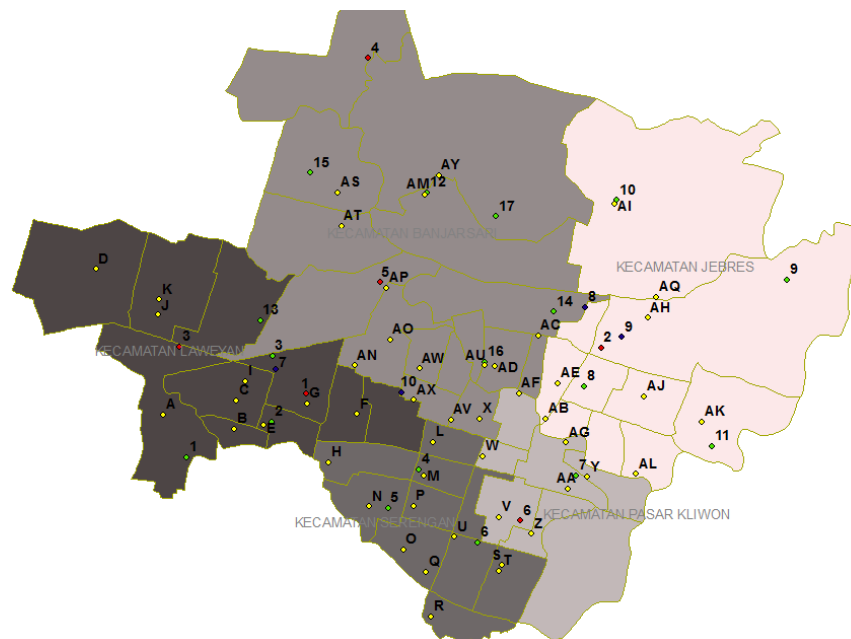 4
15
AY
AM
12
AS
17
10
AI
AT
KECAMATAN BANJARSARI
D
KECAMATAN JEBRES
5
AP
9
K
J
AQ
8
14
AH
13
AO
AC
9
2
3
KECAMATAN LAWEYAN
3
7
AN
AW
16
AU
AD
I
C
1
G
10
AX
AF
AE
8
AJ
A
B
2
E
F
AV
X
AB
AK
L
AG
11
H
W
1
4
M
7
Y
AA
AL
N
5
P
V
6
KECAMATAN SERENGAN
KECAMATAN PASAR KLIWON
U
6
Z
O
S
T
Q
R